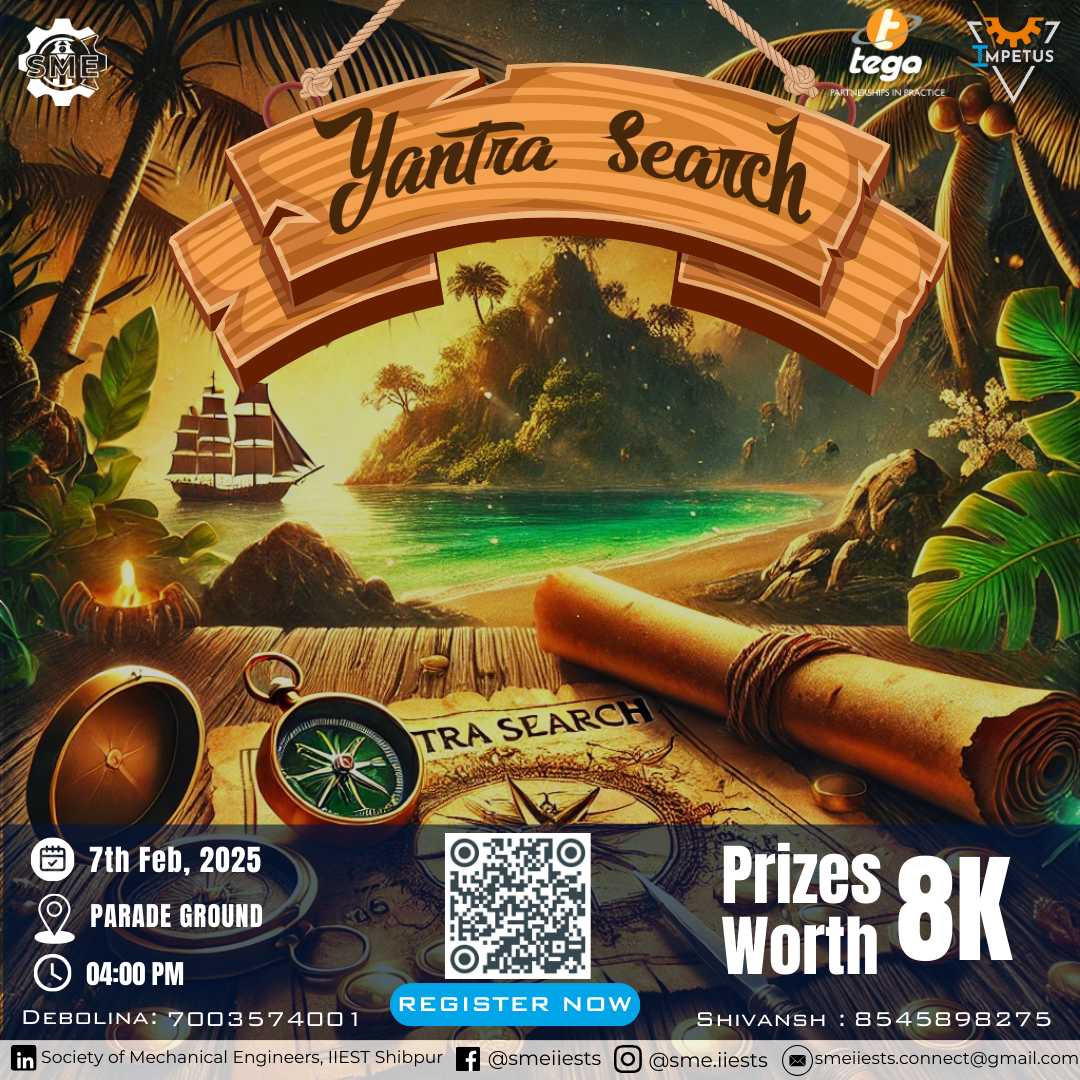 SME
tega
PARTNERSHIPS IN PRACTICE
IMPETUS
Yantra Search
TRA SEARCH
7th Feb, 2025
PARADE GROUND
04:00 PM
Prizes
Worth
8K
REGISTER NOW
DEBOLINA: 7003574001
SHIVANSH : 8545898275
in Society of Mechanical Engineers, IIEST Shibpur
@smeiiests
@sme.iiests
smeiiests.connect@gmail.com